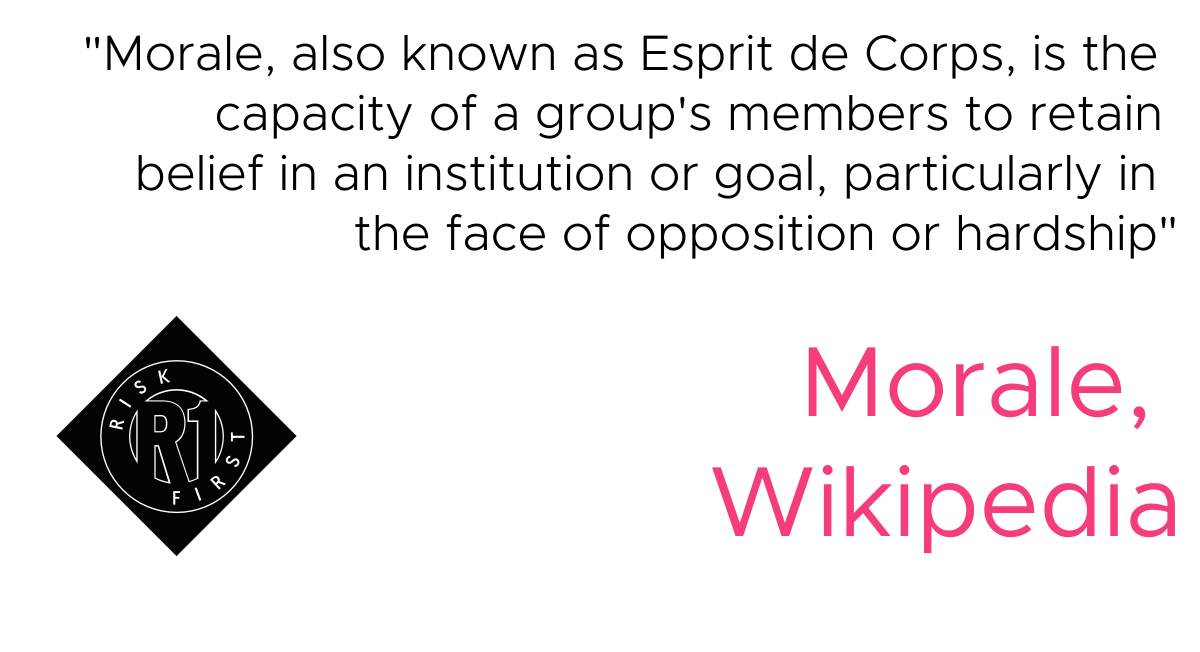 "Morale, also known as Esprit de Corps, is the
capacity of a group's members to retain
belief in an institution or goal, particularly in
the face of opposition or hardship"
RISK
R1
FIRST
Morale,
Wikipedia